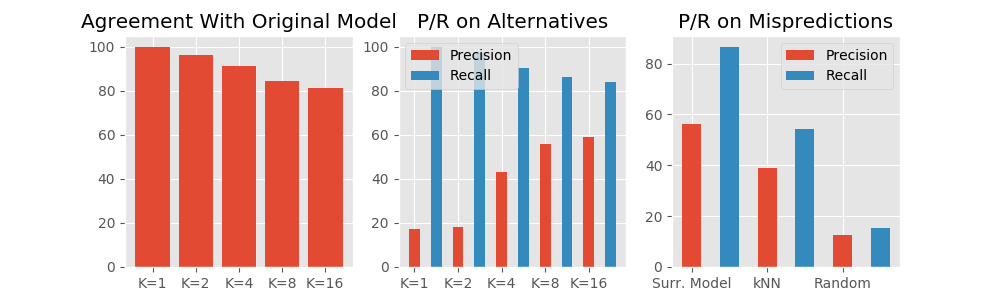 Agreement With Original Model
100
80
60
40
20
0
K=1 K=2 K=4 K=8 K=16
P/R on Alternatives
Precision
Recall
100
80
60
40
20
0
K=1 K=2 K=4 K=8 K=16
P/R on Mispredictions
Precision
Recall
80
60
40
20
0
Surr. Model kNN Random